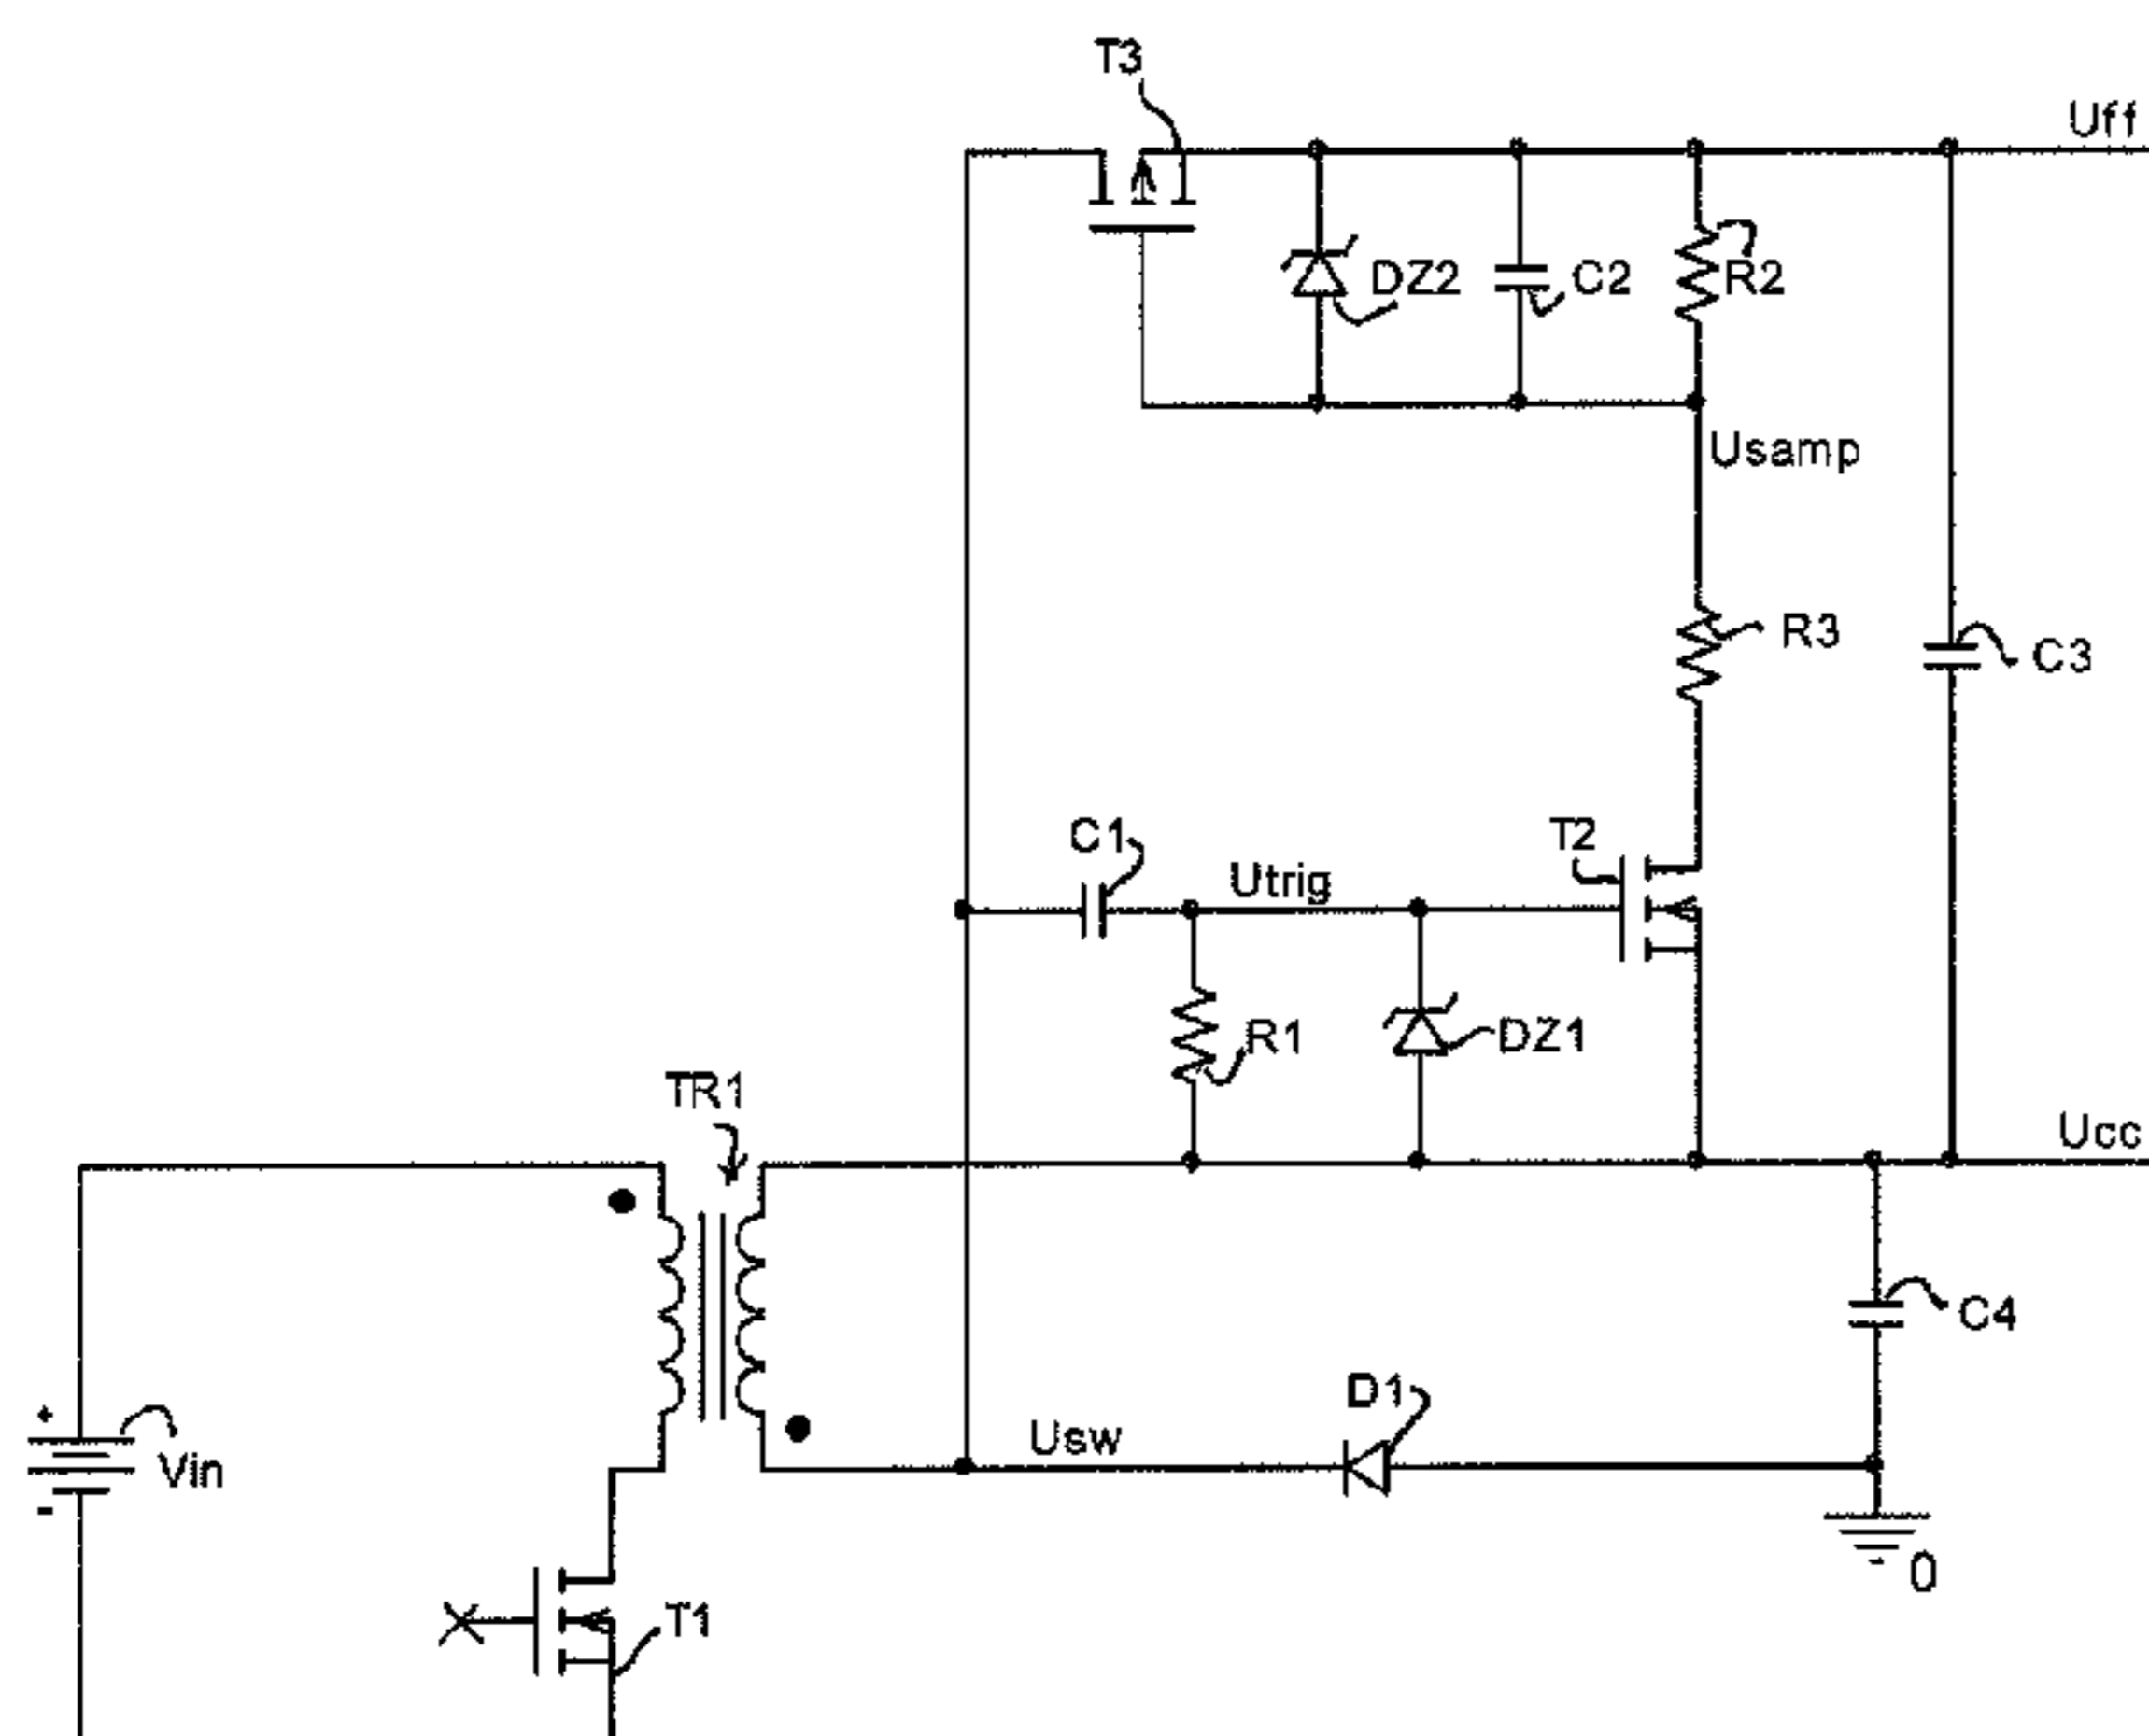 T3
Uff
DZ2
C2
R2
Usamp
R3
C3
C1
Utrig
T2
R1
DZ1
TR1
Ucc
C4
D1
Usw
+
Vin
-
0
T1